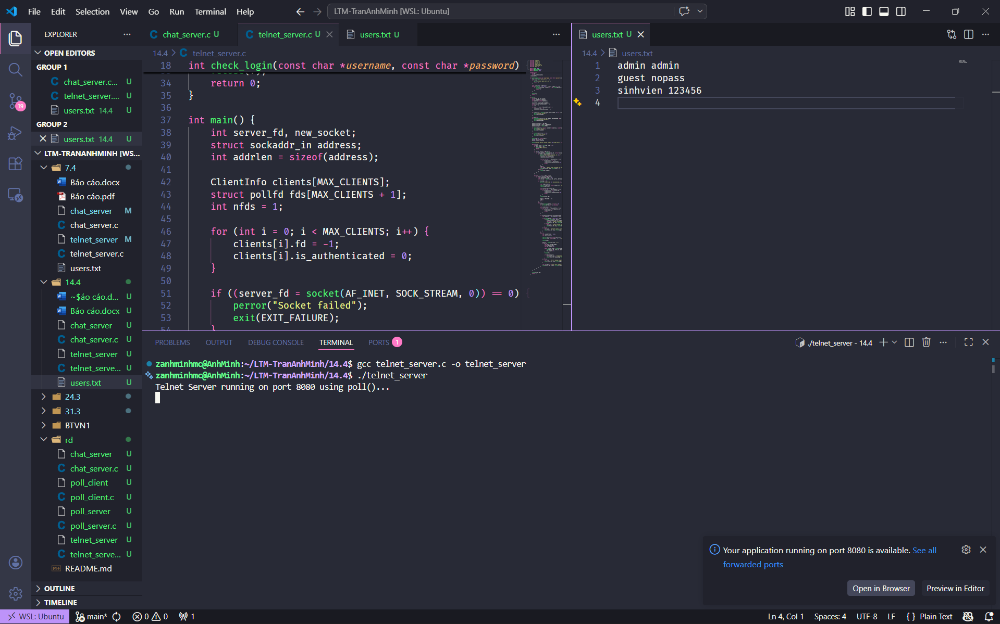 File Edit Selection View Go Run Terminal Help
LTM-TranAnhMinh [WSL: Ubuntu]
EXPLORER
OPEN EDITORS
GROUP 1
chat_server.c... U
telnet_server.... U
users.txt 14.4 U
GROUP 2
users.txt 14.4 U
LTM-TRANANHMINH [WS...
7.4
Báo cáo.docx
Báo cáo.pdf
chat_server M
chat_server.c
telnet_server M
telnet_server.c
users.txt
14.4
~$áo cáo.d... U
Báo cáo.docx U
chat_server U
chat_server.c U
telnet_server U
telnet_serve... U
users.txt U
24.3
31.3
BTVN1
rd
chat_server U
chat_server.c U
poll_client U
poll_client.c U
poll_server U
poll_server.c U
telnet_server U
telnet_serve... U
README.md
OUTLINE
TIMELINE
19
chat_server.c U
telnet_server.c U
users.txt U
14.4 > telnet_server.c
18 int check_login(const char *username, const char *password)
34 return 0;
35 }
36
37 int main() {
38 int server_fd, new_socket;
39 struct sockaddr_in address;
40 int addrlen = sizeof(address);
41
42 ClientInfo clients[MAX_CLIENTS];
43 struct pollfd fds[MAX_CLIENTS + 1];
44 int nfds = 1;
45
46 for (int i = 0; i < MAX_CLIENTS; i++) {
47 clients[i].fd = -1;
48 clients[i].is_authenticated = 0;
49 }
50
51 if ((server_fd = socket(AF_INET, SOCK_STREAM, 0)) == 0) {
52 perror("Socket failed");
53 exit(EXIT_FAILURE);
54 }
users.txt U
14.4 > users.txt
1 admin admin
2 guest nopass
3 sinhvien 123456
4
PROBLEMS OUTPUT DEBUG CONSOLE TERMINAL PORTS 1
./telnet_server - 14.4
zanhminhmc@AnhMinh:~/LTM-TranAnhMinh/14.4$ gcc telnet_server.c -o telnet_server
zanhminhmc@AnhMinh:~/LTM-TranAnhMinh/14.4$ ./telnet_server
Telnet Server running on port 8080 using poll()...
Your application running on port 8080 is available. See all
forwarded ports
Open in Browser Preview in Editor
WSL: Ubuntu main* 0 0 1
Ln 4, Col 1 Spaces: 4 UTF-8 LF { } Plain Text